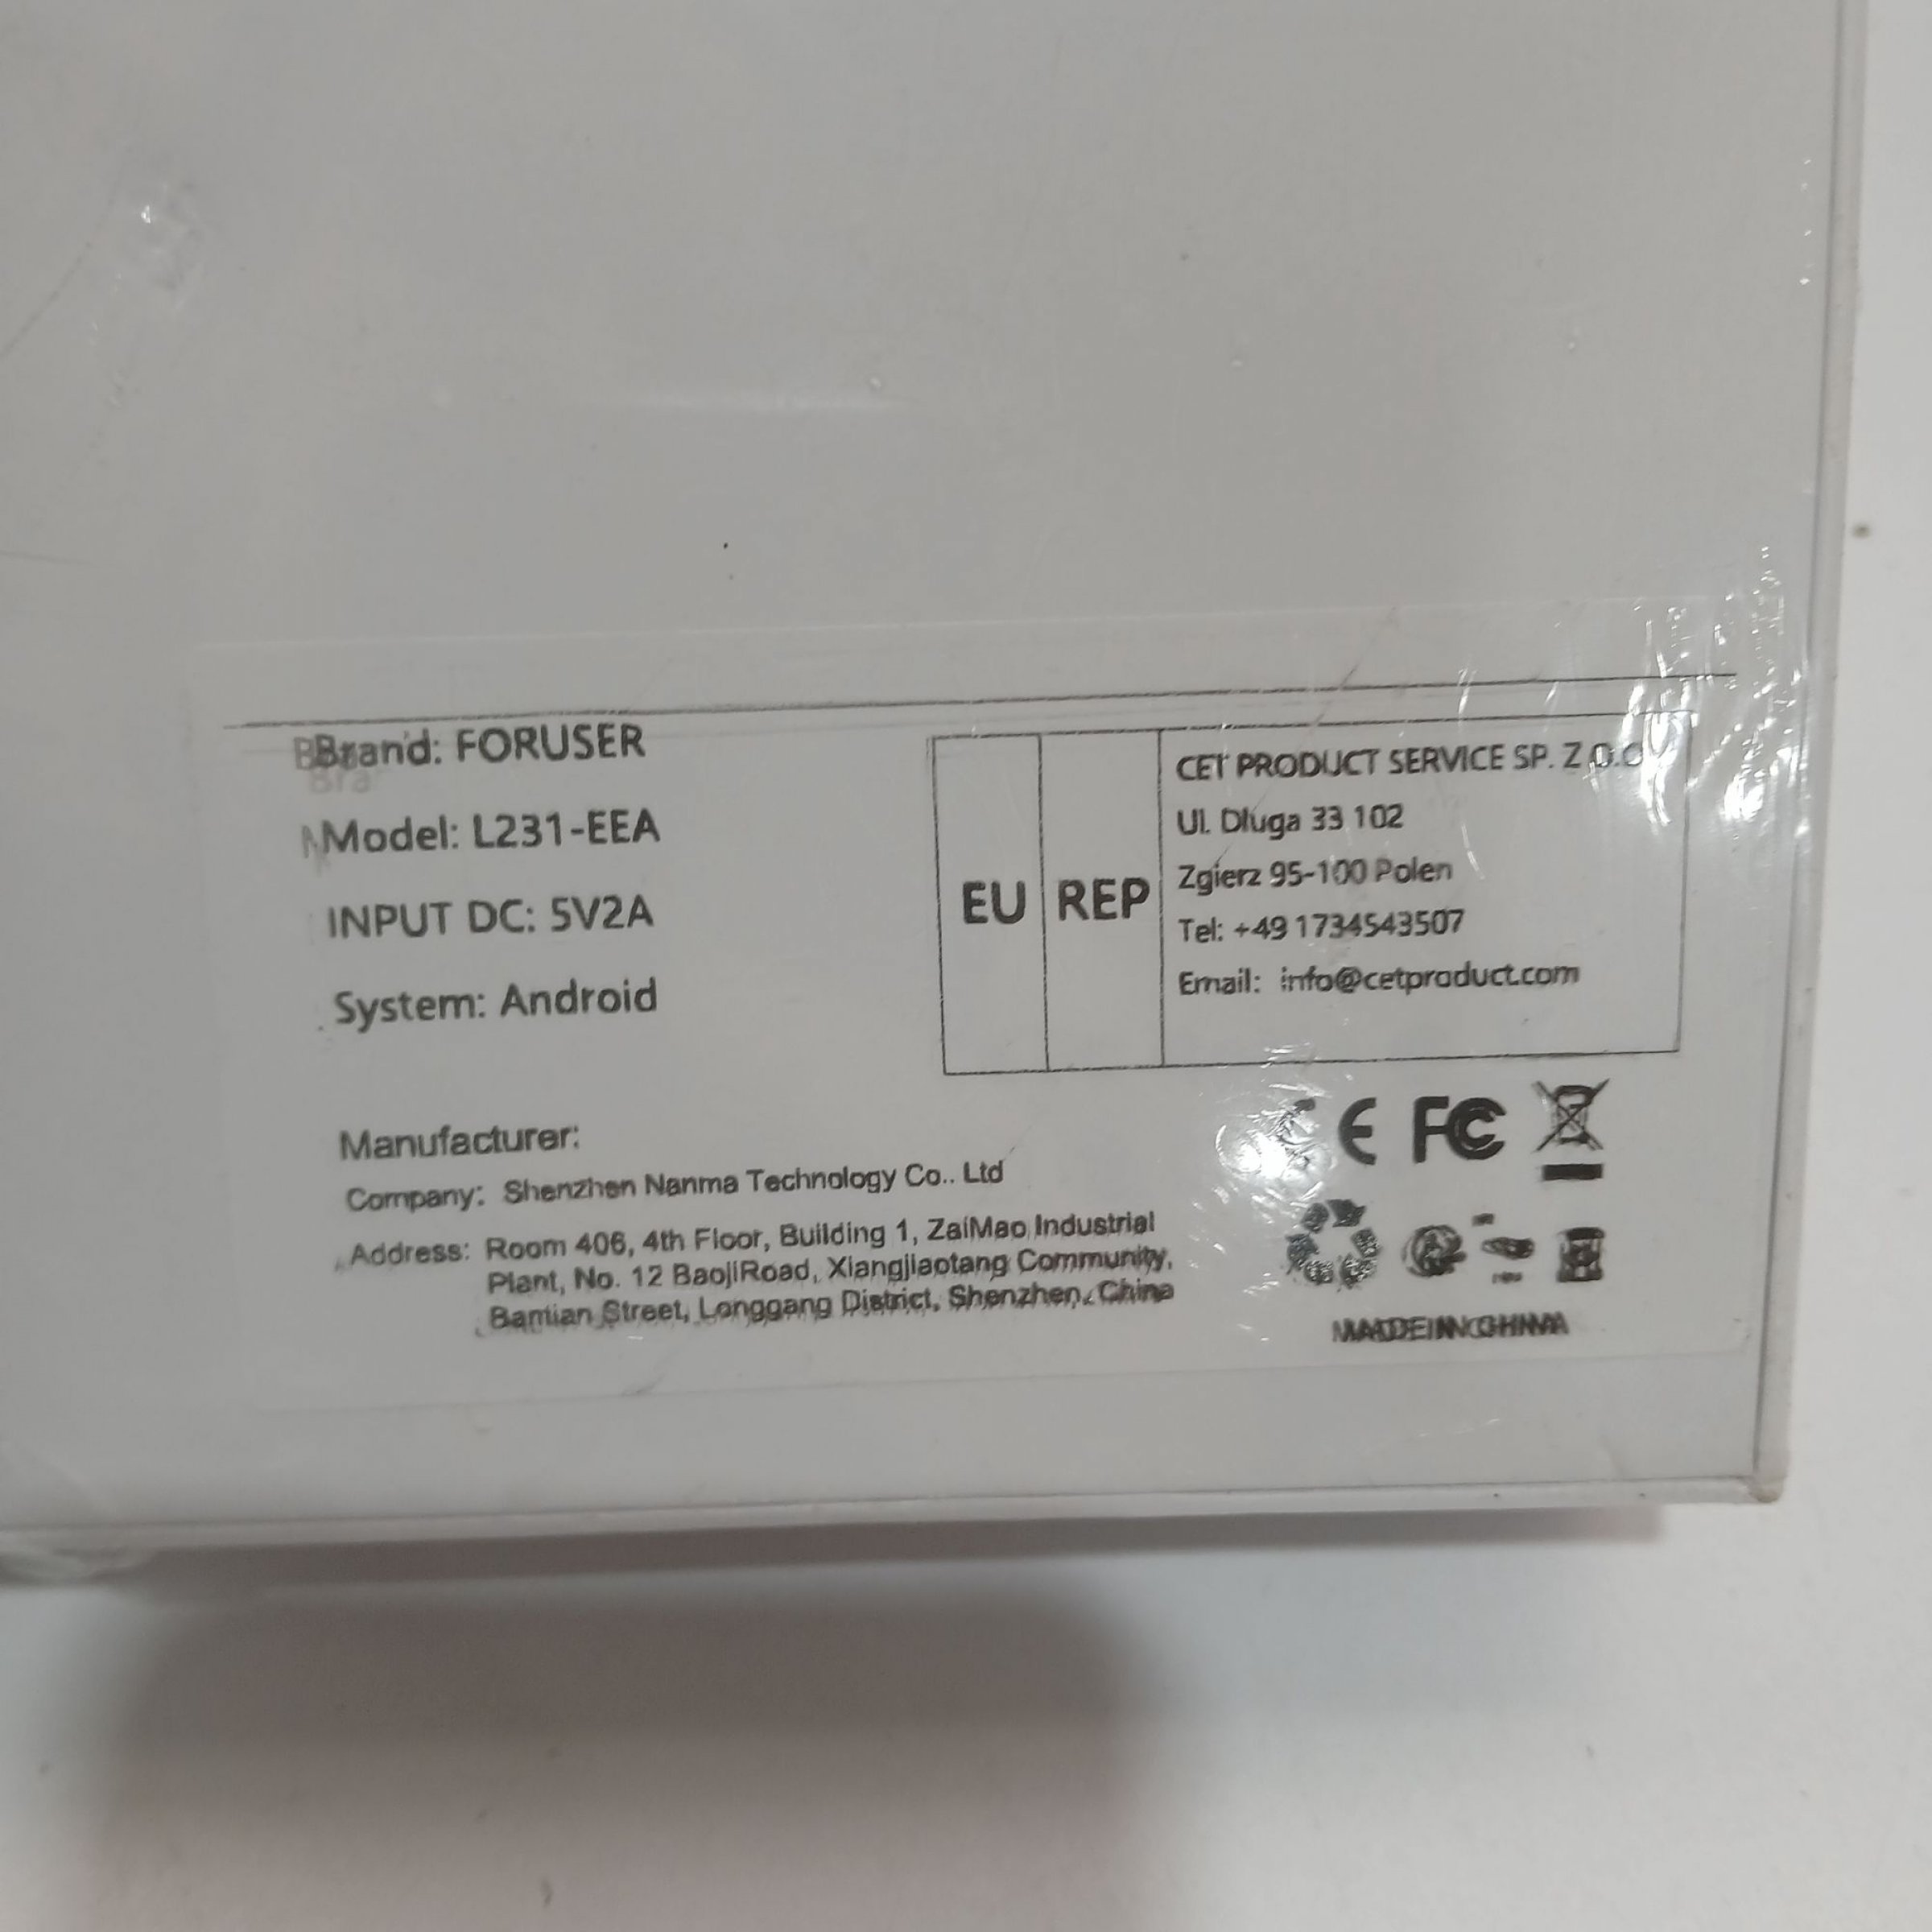 Brand: FORUSER
Model: L231-EEA
INPUT DC: 5V2A
System: Android
EU REP
CET PRODUCT SERVICE SP. Z O.O
Ul. Dluga 33 102
Zgierz 95-100 Polen
Tel: +49 1734543507
Email: info@cetproduct.com
Manufacturer:
Company: Shenzhen Nanma Technology Co.. Ltd
Address: Room 406, 4th Floor, Building 1, ZaiMao Industrial
Plant, No. 12 BaojiRoad, Xiangjiaotang Community,
Bantian Street, Longgang District, Shenzhen, China
CE FC
MADE IN CHINA